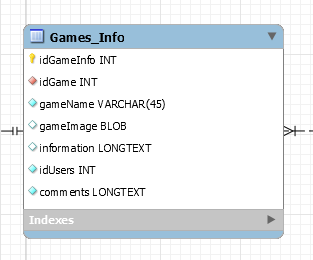 Games_Info
idGameInfo INT
idGame INT
gameName VARCHAR(45)
gameImage BLOB
information LONGTEXT
idUsers INT
comments LONGTEXT
Indexes